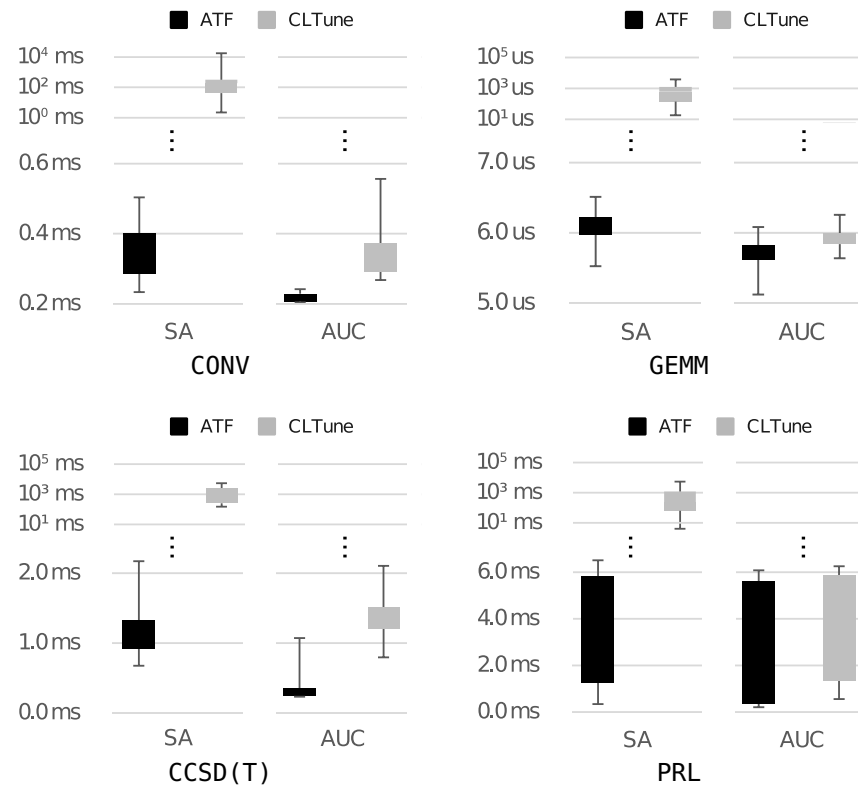 ATF CLTune
10⁴ ms
10² ms
10⁰ ms
0.6 ms
0.4 ms
0.2 ms
SA AUC
CONV
ATF CLTune
10⁵ us
10³ us
10¹ us
7.0 us
6.0 us
5.0 us
SA AUC
GEMM
ATF CLTune
10⁵ ms
10³ ms
10¹ ms
2.0 ms
1.0 ms
0.0 ms
SA AUC
CCSD(T)
ATF CLTune
10⁵ ms
10³ ms
10¹ ms
6.0 ms
4.0 ms
2.0 ms
0.0 ms
SA AUC
PRL